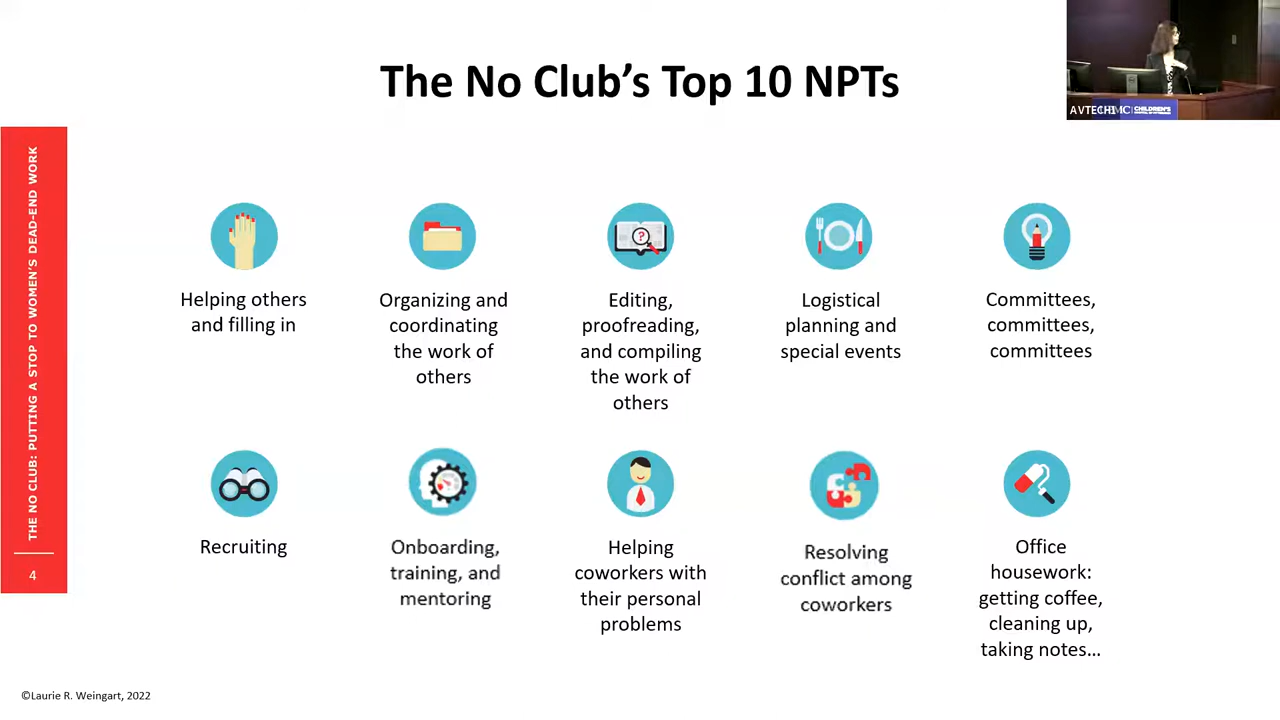 The No Club's Top 10 NPTs
AVTECH1
CHILDREN'S
THE NO CLUB: PUTTING A STOP TO WOMEN'S DEAD-END WORK
4
Helping others
and filling in
Organizing and
coordinating
the work of
others
?
Editing,
proofreading,
and compiling
the work of
others
Logistical
planning and
special events
Committees,
committees,
committees
Recruiting
Onboarding,
training, and
mentoring
Helping
coworkers with
their personal
problems
Resolving
conflict among
coworkers
Office
housework:
getting coffee,
cleaning up,
taking notes…
©Laurie R. Weingart, 2022